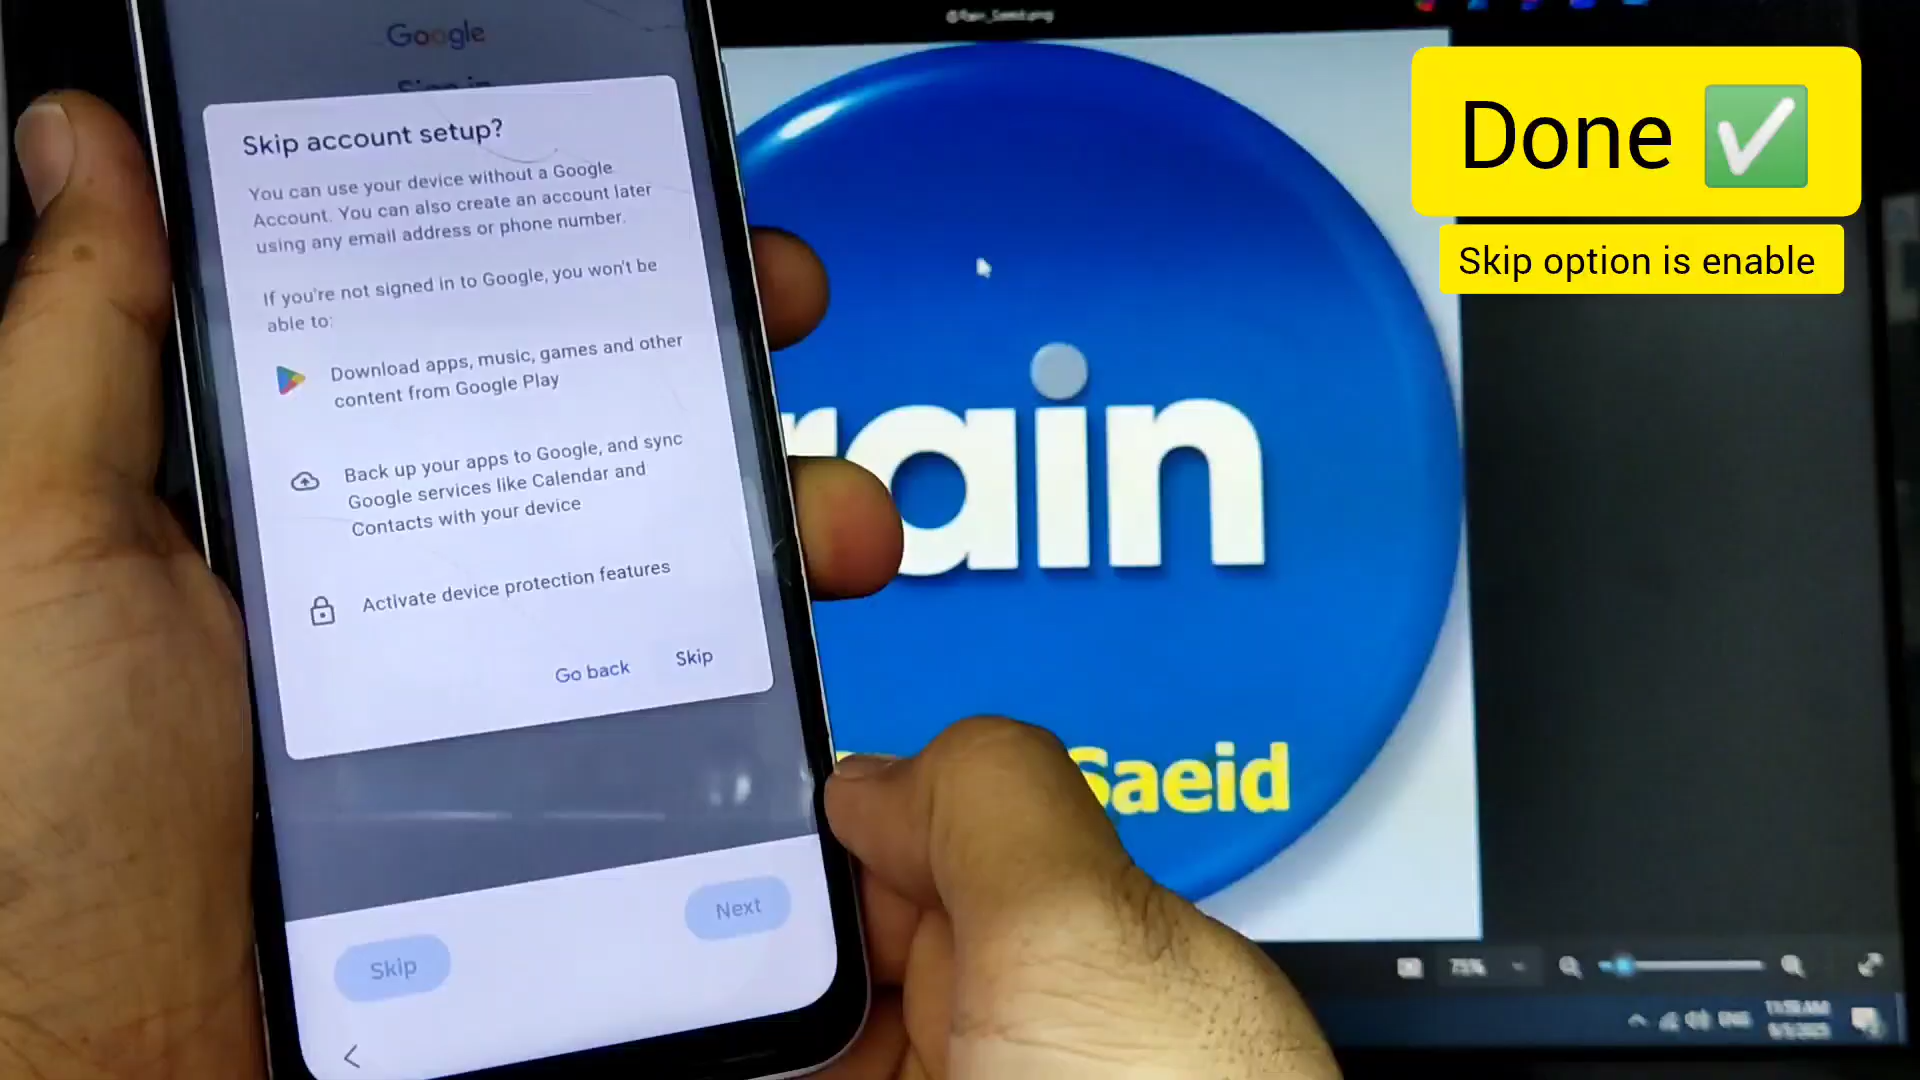 Google
Skip account setup?
You can use your device without a Google
Account. You can also create an account later
using any email address or phone number.
If you're not signed in to Google, you won't be
able to:
Download apps, music, games and other
content from Google Play
Back up your apps to Google, and sync
Google services like Calendar and
Contacts with your device
Activate device protection features
Go back
Skip
Next
Skip
rain
Saeid
Done ✅
Skip option is enable
75%
ENG